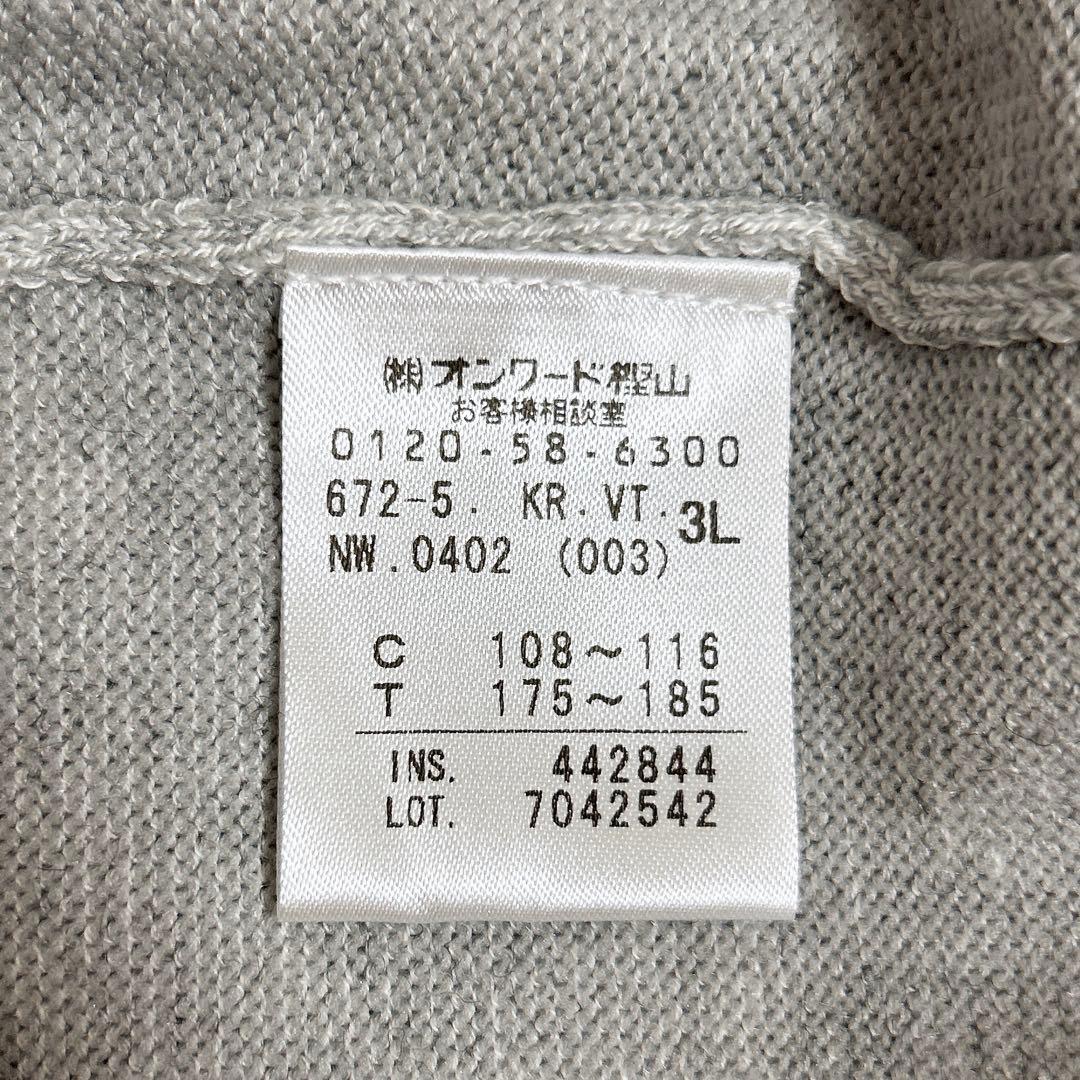 (株)オンワード樫山
お客様相談室
0120-58-6300
672-5. KR.VT. 3L
NW.0402 (003)
C 108～116
T 175～185
INS. 442844
LOT. 7042542